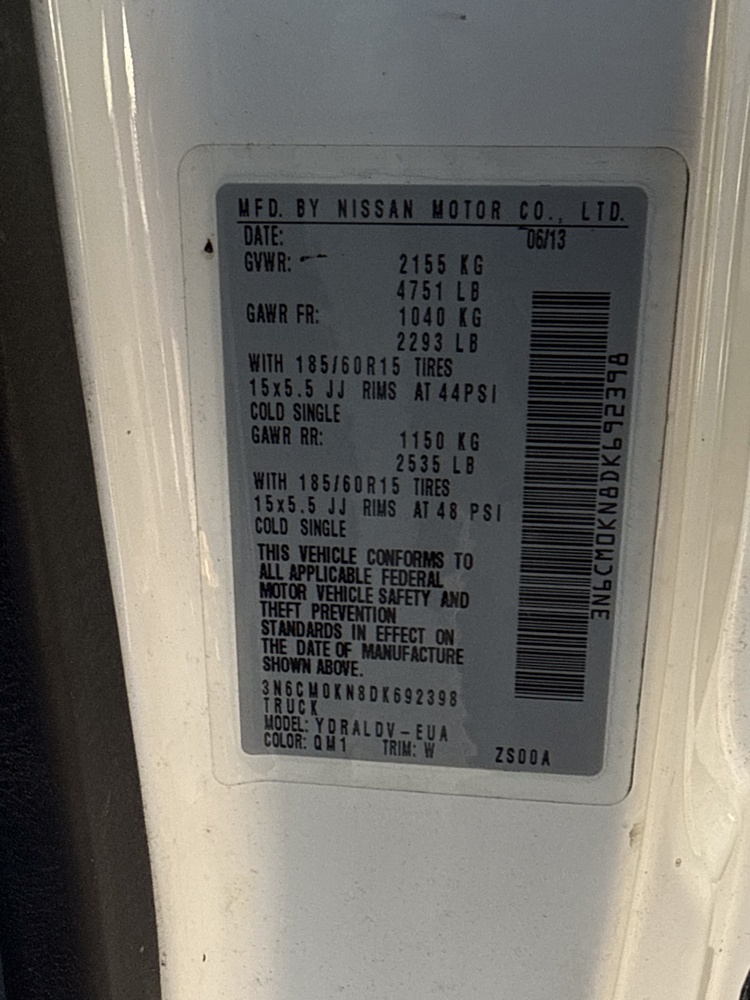 MFD. BY NISSAN MOTOR CO., LTD.
DATE: 06/13
GVWR: 2155 KG
4751 LB
GAWR FR: 1040 KG
2293 LB
WITH 185/60R15 TIRES
15x5.5 JJ RIMS AT 44PSI
COLD SINGLE
GAWR RR: 1150 KG
2535 LB
WITH 185/60R15 TIRES
15x5.5 JJ RIMS AT 48 PSI
COLD SINGLE
THIS VEHICLE CONFORMS TO
ALL APPLICABLE FEDERAL
MOTOR VEHICLE SAFETY AND
THEFT PREVENTION
STANDARDS IN EFFECT ON
THE DATE OF MANUFACTURE
SHOWN ABOVE.
3N6CM0KN8DK692398
TRUCK
MODEL: YDRALDV-EUA
COLOR: QM1 TRIM: W ZS00A
3N6CM0KN8DK692398